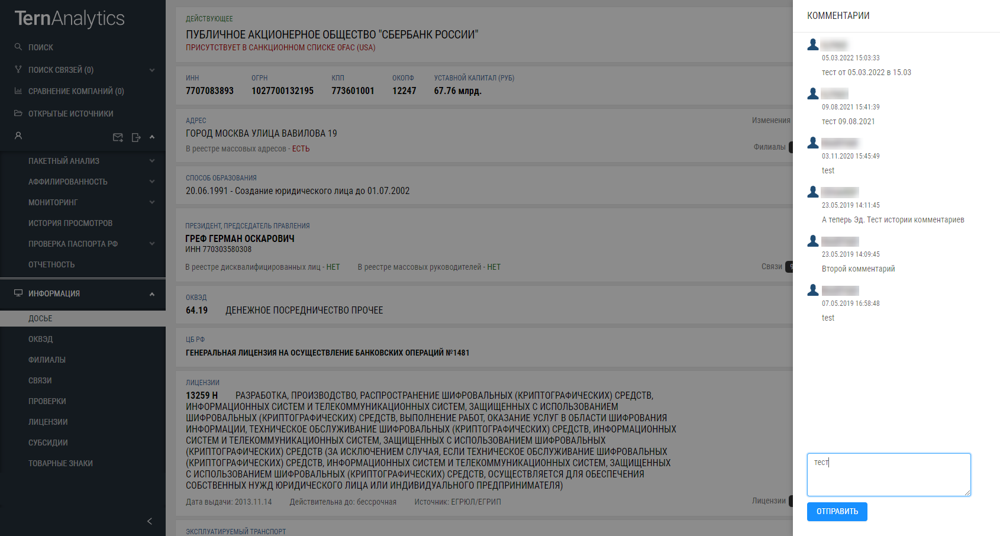 TernAnalytics
ПОИСК
ПОИСК СВЯЗЕЙ (0)
СРАВНЕНИЕ КОМПАНИЙ (0)
ОТКРЫТЫЕ ИСТОЧНИКИ
ПАКЕТНЫЙ АНАЛИЗ
АФФИЛИРОВАННОСТЬ
МОНИТОРИНГ
ИСТОРИЯ ПРОСМОТРОВ
ПРОВЕРКА ПАСПОРТА РФ
ОТЧЕТНОСТЬ
ИНФОРМАЦИЯ
ДОСЬЕ
ОКВЭД
ФИЛИАЛЫ
СВЯЗИ
ПРОВЕРКИ
ЛИЦЕНЗИИ
СУБСИДИИ
ТОВАРНЫЕ ЗНАКИ
ДЕЙСТВУЮЩЕЕ
ПУБЛИЧНОЕ АКЦИОНЕРНОЕ ОБЩЕСТВО "СБЕРБАНК РОССИИ"
ПРИСУТСТВУЕТ В САНКЦИОННОМ СПИСКЕ OFAC (USA)
ИНН ОГРН КПП ОКОПФ УСТАВНОЙ КАПИТАЛ (РУБ)
7707083893 1027700132195 773601001 12247 67.76 млрд.
АДРЕС Изменения
ГОРОД МОСКВА УЛИЦА ВАВИЛОВА 19
В реестре массовых адресов - ЕСТЬ Филиалы
СПОСОБ ОБРАЗОВАНИЯ
20.06.1991 - Создание юридического лица до 01.07.2002
ПРЕЗИДЕНТ, ПРЕДСЕДАТЕЛЬ ПРАВЛЕНИЯ
ГРЕФ ГЕРМАН ОСКАРОВИЧ
ИНН 770303580308
В реестре дисквалифицированных лиц - НЕТ В реестре массовых руководителей - НЕТ Связи 9
ОКВЭД
64.19 ДЕНЕЖНОЕ ПОСРЕДНИЧЕСТВО ПРОЧЕЕ
ЦБ РФ
ГЕНЕРАЛЬНАЯ ЛИЦЕНЗИЯ НА ОСУЩЕСТВЛЕНИЕ БАНКОВСКИХ ОПЕРАЦИЙ №1481
ЛИЦЕНЗИИ
13259 Н РАЗРАБОТКА, ПРОИЗВОДСТВО, РАСПРОСТРАНЕНИЕ ШИФРОВАЛЬНЫХ (КРИПТОГРАФИЧЕСКИХ) СРЕДСТВ,
ИНФОРМАЦИОННЫХ СИСТЕМ И ТЕЛЕКОММУНИКАЦИОННЫХ СИСТЕМ, ЗАЩИЩЕННЫХ С ИСПОЛЬЗОВАНИЕМ
ШИФРОВАЛЬНЫХ (КРИПТОГРАФИЧЕСКИХ) СРЕДСТВ, ВЫПОЛНЕНИЕ РАБОТ, ОКАЗАНИЕ УСЛУГ В ОБЛАСТИ ШИФРОВАНИЯ
ИНФОРМАЦИИ, ТЕХНИЧЕСКОЕ ОБСЛУЖИВАНИЕ ШИФРОВАЛЬНЫХ (КРИПТОГРАФИЧЕСКИХ) СРЕДСТВ, ИНФОРМАЦИОННЫХ
СИСТЕМ И ТЕЛЕКОММУНИКАЦИОННЫХ СИСТЕМ, ЗАЩИЩЕННЫХ С ИСПОЛЬЗОВАНИЕМ ШИФРОВАЛЬНЫХ
(КРИПТОГРАФИЧЕСКИХ) СРЕДСТВ (ЗА ИСКЛЮЧЕНИЕМ СЛУЧАЯ, ЕСЛИ ТЕХНИЧЕСКОЕ ОБСЛУЖИВАНИЕ ШИФРОВАЛЬНЫХ
(КРИПТОГРАФИЧЕСКИХ) СРЕДСТВ, ИНФОРМАЦИОННЫХ СИСТЕМ И ТЕЛЕКОММУНИКАЦИОННЫХ СИСТЕМ, ЗАЩИЩЕННЫХ
С ИСПОЛЬЗОВАНИЕМ ШИФРОВАЛЬНЫХ (КРИПТОГРАФИЧЕСКИХ) СРЕДСТВ, ОСУЩЕСТВЛЯЕТСЯ ДЛЯ ОБЕСПЕЧЕНИЯ
СОБСТВЕННЫХ НУЖД ЮРИДИЧЕСКОГО ЛИЦА ИЛИ ИНДИВИДУАЛЬНОГО ПРЕДПРИНИМАТЕЛЯ)
Дата выдачи: 2013.11.14 Действительна до: бессрочная Источник: ЕГРЮЛ/ЕГРИП Лицензии
ЭКСПЛУАТИРУЕМЫЙ ТРАНСПОРТ
КОММЕНТАРИИ
05.03.2022 15:03:33
тест от 05.03.2022 в 15.03
09.08.2021 15:41:39
тест 09.08.2021
03.11.2020 15:45:49
test
23.05.2019 14:11:45
А теперь Эд. Тест истории комментариев
23.05.2019 14:09:45
Второй комментарий
07.05.2019 16:58:48
test
тест
ОТПРАВИТЬ